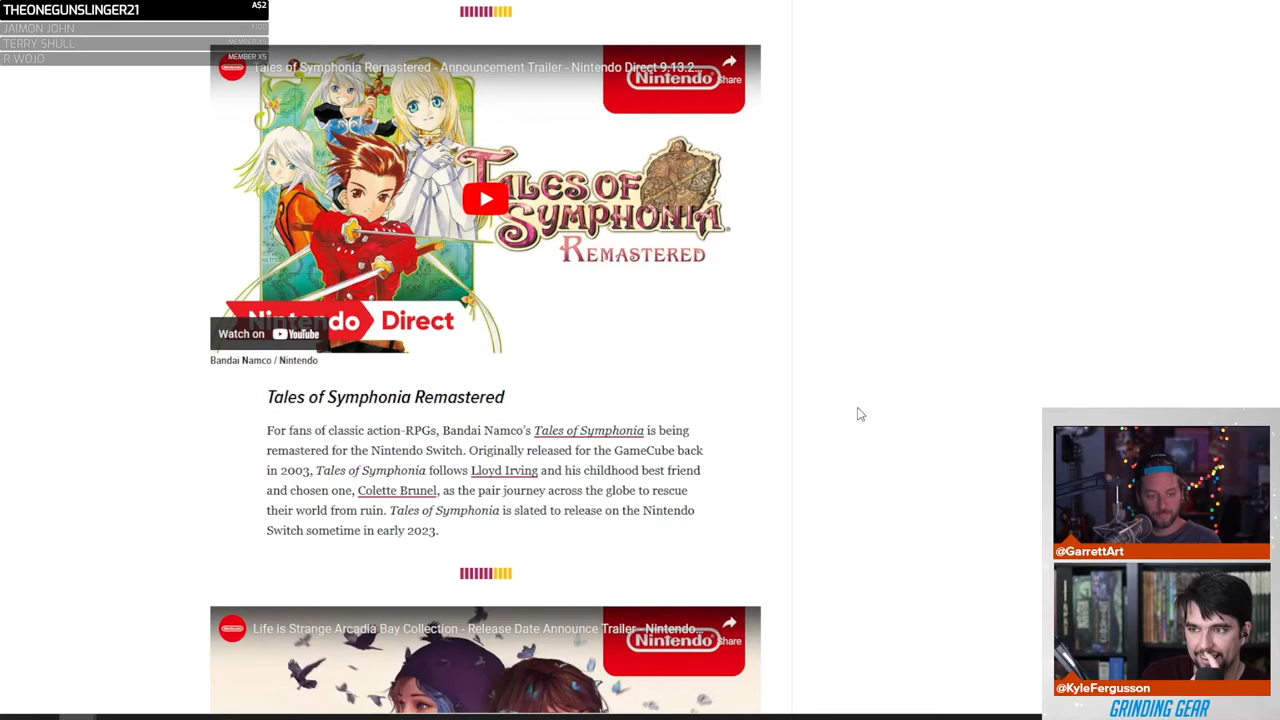 THEONEGUNSLINGER21 A$2
JAIMON JOHN ₹100
TERRY SHULL MEMBER X9
R WOJO MEMBER X5
Tales of Symphonia Remastered - Announcement Trailer - Nintendo Direct 9.13.2...
Nintendo
Share
TALES OF
SYMPHONIA
REMASTERED
Nintendo Direct
Watch on YouTube
Bandai Namco / Nintendo
Tales of Symphonia Remastered
For fans of classic action-RPGs, Bandai Namco's Tales of Symphonia is being
remastered for the Nintendo Switch. Originally released for the GameCube back
in 2003, Tales of Symphonia follows Lloyd Irving and his childhood best friend
and chosen one, Colette Brunel, as the pair journey across the globe to rescue
their world from ruin. Tales of Symphonia is slated to release on the Nintendo
Switch sometime in early 2023.
Life is Strange Arcadia Bay Collection - Release Date Announce Trailer - Nintendo...
Nintendo
Share
@GarrettArt
@KyleFergusson
GRINDING GEAR